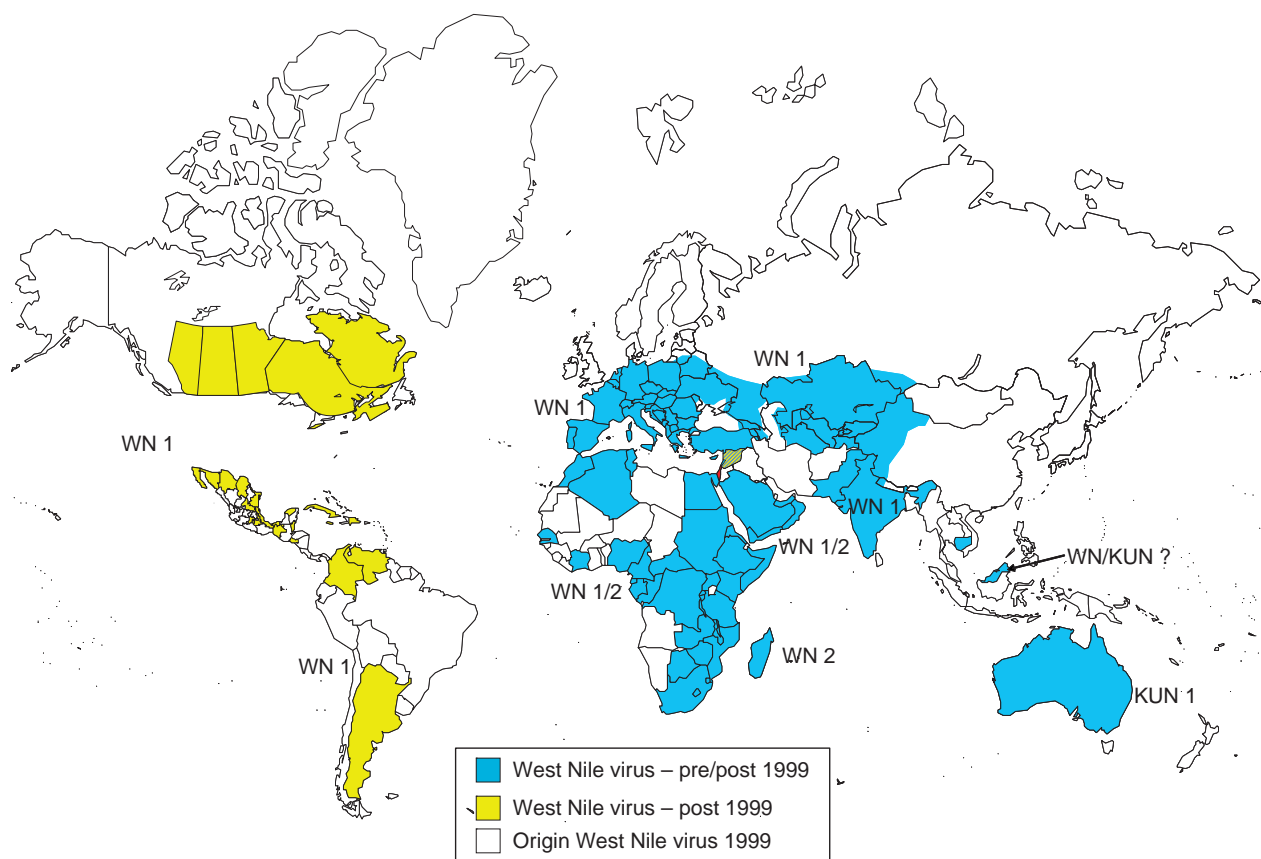 WN 1
WN 1
WN 1
WN 1
WN/KUN ?
WN 1/2
WN 1/2
WN 2
WN 1
KUN 1
West Nile virus – pre/post 1999
West Nile virus – post 1999
Origin West Nile virus 1999